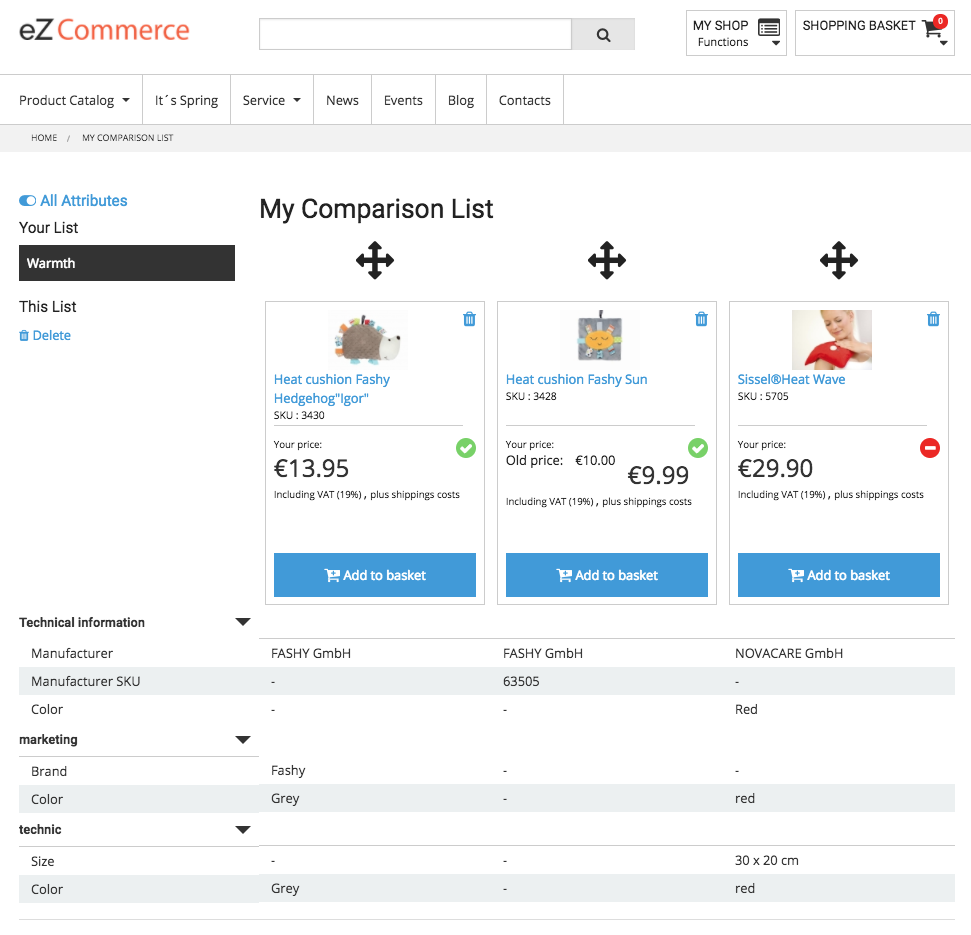 eZ Commerce
MY SHOP
Functions
SHOPPING BASKET
0
Product Catalog
It´s Spring
Service
News
Events
Blog
Contacts
HOME / MY COMPARISON LIST
All Attributes
Your List
Warmth
This List
Delete
My Comparison List
Heat cushion Fashy
Hedgehog"Igor"
SKU : 3430
Your price:
€13.95
Including VAT (19%) , plus shippings costs
Add to basket
Heat cushion Fashy Sun
SKU : 3428
Your price:
Old price: €10.00
€9.99
Including VAT (19%) , plus shippings costs
Add to basket
Sissel®Heat Wave
SKU : 5705
Your price:
€29.90
Including VAT (19%) , plus shippings costs
Add to basket
Technical information
Manufacturer FASHY GmbH FASHY GmbH NOVACARE GmbH
Manufacturer SKU - 63505 -
Color - - Red
marketing
Brand Fashy - -
Color Grey - red
technic
Size - - 30 x 20 cm
Color Grey - red